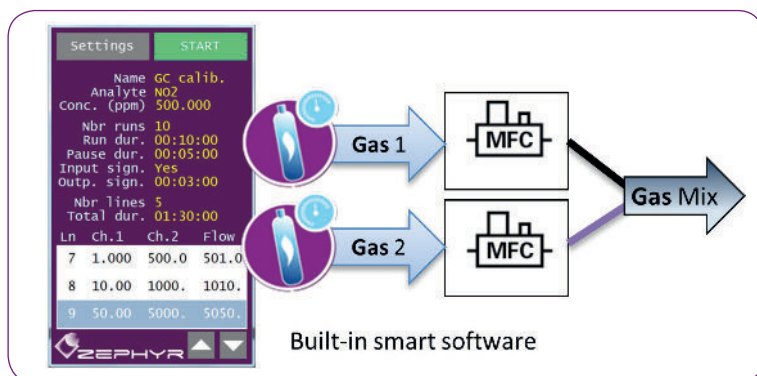 Settings START
Name GC calib.
Analyte NO2
Conc. (ppm) 500.000
Nbr runs 10
Run dur. 00:10:00
Pause dur. 00:05:00
Input sign. Yes
Outp. sign. 00:03:00
Nbr lines 5
Total dur. 01:30:00
Ln Ch.1 Ch.2 Flow
7 1.000 500.0 501.0
8 10.00 1000. 1010.
9 50.00 5000. 5050.
ZEPHYR
Gas 1
MFC
Gas 2
MFC
Gas Mix
Built-in smart software